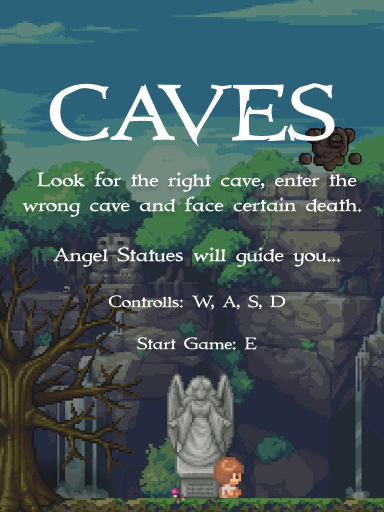 CAVES
Look for the right cave, enter the
wrong cave and face certain death.
Angel Statues will guide you...
Controlls: W, A, S, D
Start Game: E